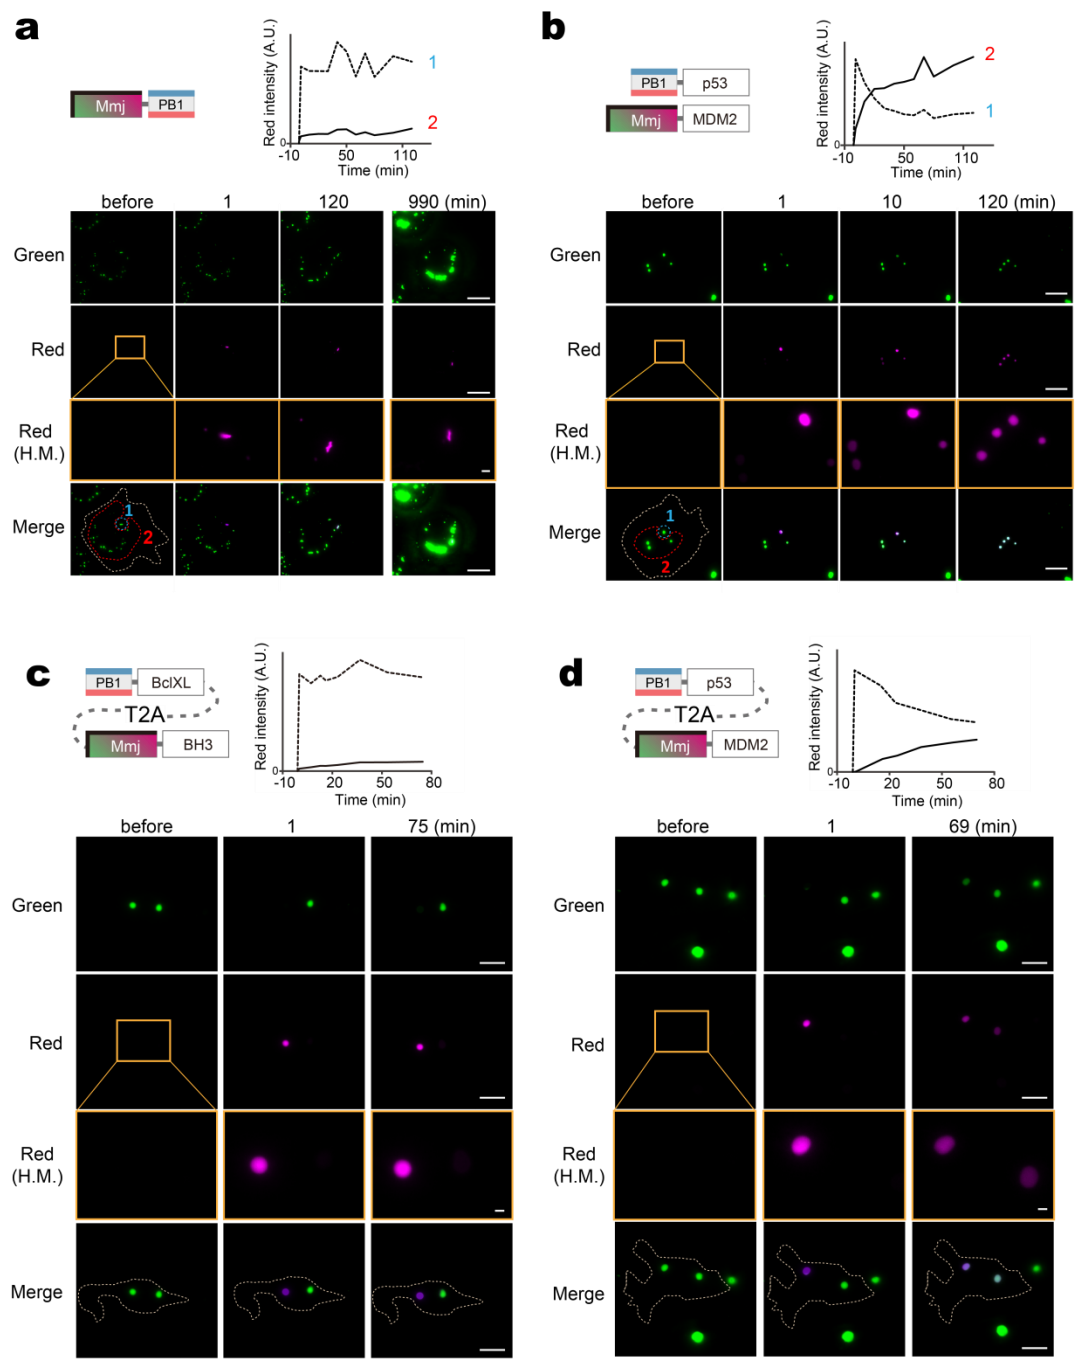 a
Mmj PB1
Red intensity (A.U.)
1
2
0
-10 50 110
Time (min)
before 1 120 990 (min)
Green
Red
Red
(H.M.)
Merge
1
2
b
PB1 p53
Mmj MDM2
Red intensity (A.U.)
2
1
0
-10 50 110
Time (min)
before 1 10 120 (min)
Green
Red
Red
(H.M.)
Merge
1
2
c
PB1 BclXL
T2A
Mmj BH3
Red intensity (A.U.)
0
-10 20 50 80
Time (min)
before 1 75 (min)
Green
Red
Red
(H.M.)
Merge
d
PB1 p53
T2A
Mmj MDM2
Red intensity (A.U.)
0
-10 20 50 80
Time (min)
before 1 69 (min)
Green
Red
Red
(H.M.)
Merge